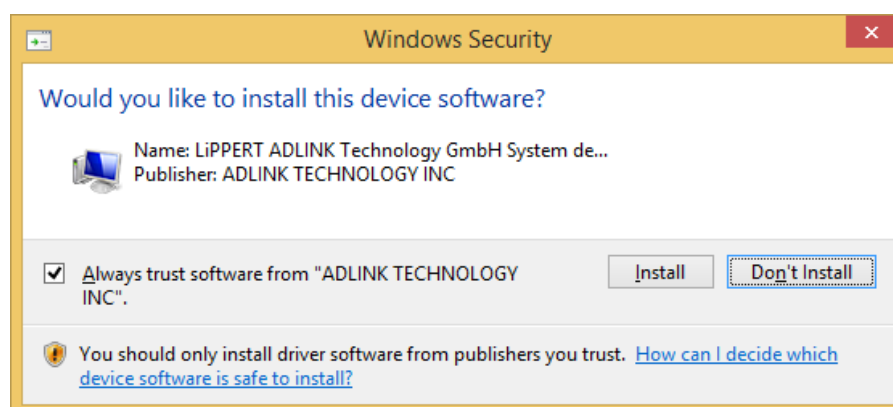 Windows Security
Would you like to install this device software?
Name: LiPPERT ADLINK Technology GmbH System de...
Publisher: ADLINK TECHNOLOGY INC
Always trust software from "ADLINK TECHNOLOGY
INC".
Install
Don't Install
You should only install driver software from publishers you trust. How can I decide which
device software is safe to install?